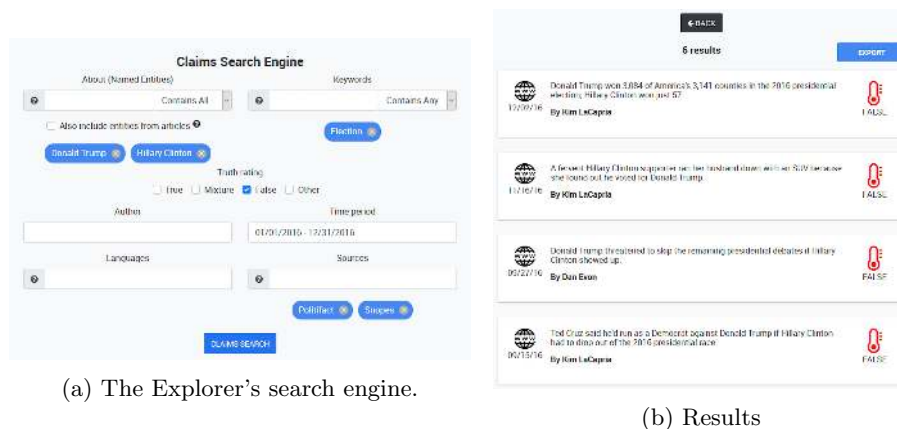 Claims Search Engine
About (Named Entities) Keywords
Contains All Contains Any
Also include entities from articles
Election
Donald Trump Hillary Clinton
Truth rating
True Mixture False Other
Author Time period
01/01/2016 - 12/31/2016
Languages Sources
Politifact Snopes
CLAIMS SEARCH
(a) The Explorer's search engine.
BACK
6 results
EXPORT
Donald Trump won 3,084 of America's 3,141 counties in the 2016 presidential
election; Hillary Clinton won just 57.
12/02/16
By Kim LaCapria
FALSE
A fervent Hillary Clinton supporter ran her husband down with an SUV because
she found out he voted for Donald Trump.
11/16/16
By Kim LaCapria
FALSE
Donald Trump threatened to skip the remaining presidential debates if Hillary
Clinton showed up.
09/27/16
By Dan Evon
FALSE
Ted Cruz said he'd run as a Democrat against Donald Trump if Hillary Clinton
had to drop out of the 2016 presidential race.
09/15/16
By Kim LaCapria
FALSE
(b) Results